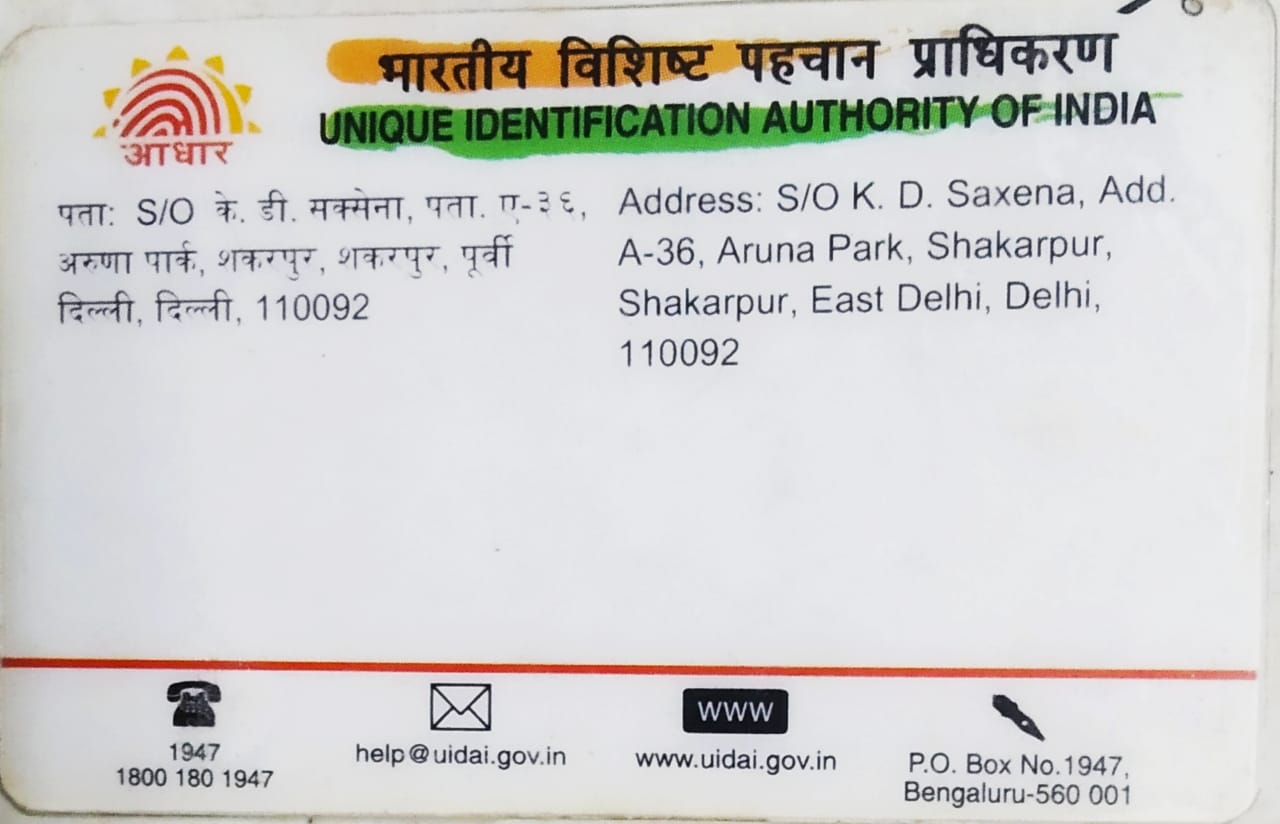 भारतीय विशिष्ट पहचान प्राधिकरण
UNIQUE IDENTIFICATION AUTHORITY OF INDIA
आधार
पता: S/O के. डी. सक्सेना, पता. ए-३६,
अरुणा पार्क, शकरपुर, शकरपुर, पूर्वी
दिल्ली, दिल्ली, 110092
Address: S/O K. D. Saxena, Add.
A-36, Aruna Park, Shakarpur,
Shakarpur, East Delhi, Delhi,
110092
1947
1800 180 1947
help@uidai.gov.in
www
www.uidai.gov.in
P.O. Box No.1947,
Bengaluru-560 001